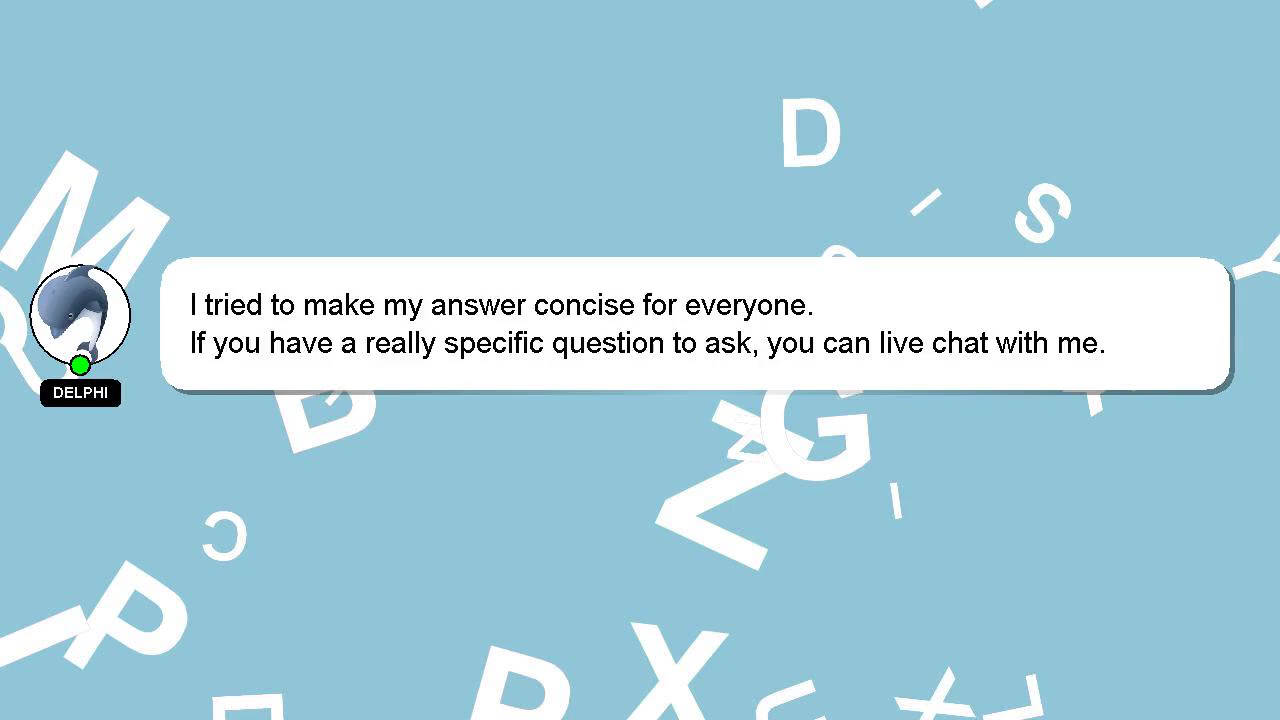 D
I
S
M
I tried to make my answer concise for everyone.
If you have a really specific question to ask, you can live chat with me.
DELPHI
B
G
Z
Z
I
C
P
I
X
P
U
X